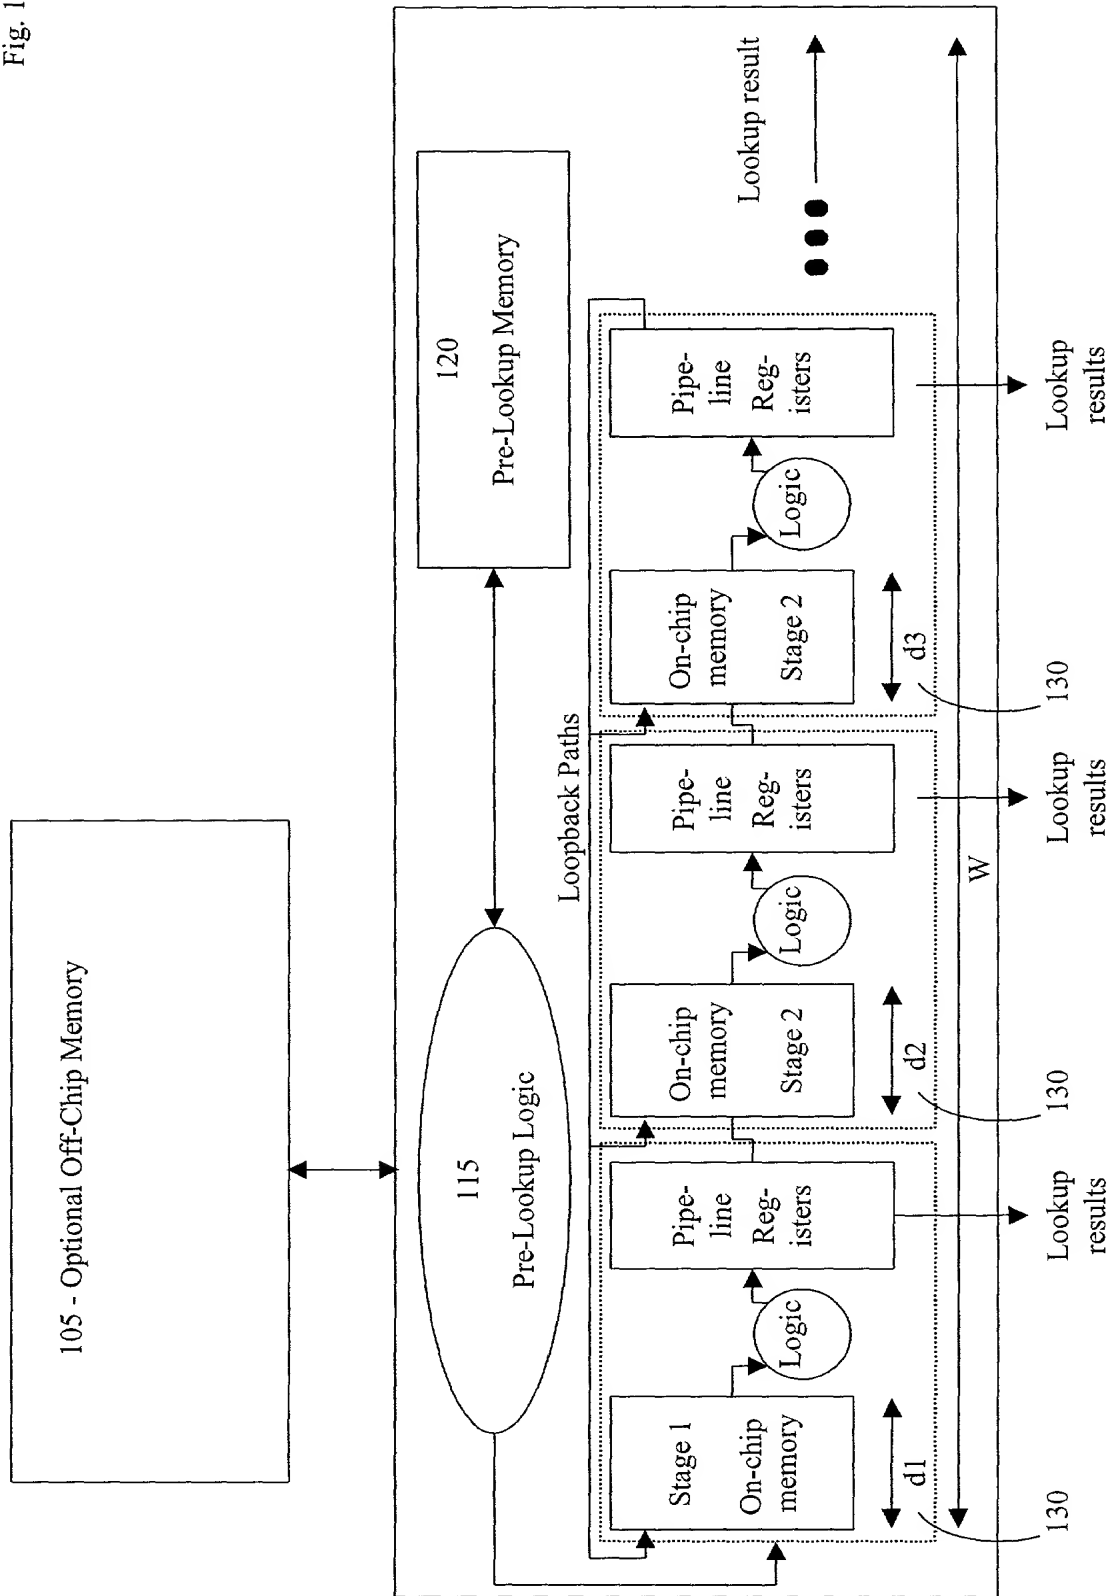 Fig. 1
105 - Optional Off-Chip Memory
115
Pre-Lookup Logic
120
Pre-Lookup Memory
Loopback Paths
Stage 1
On-chip
memory
Logic
Pipe-
line
Reg-
isters
On-chip
memory
Stage 2
Logic
Pipe-
line
Reg-
isters
On-chip
memory
Stage 2
Logic
Pipe-
line
Reg-
isters
Lookup result
d1
d2
d3
W
130
Lookup
results
130
Lookup
results
130
Lookup
results